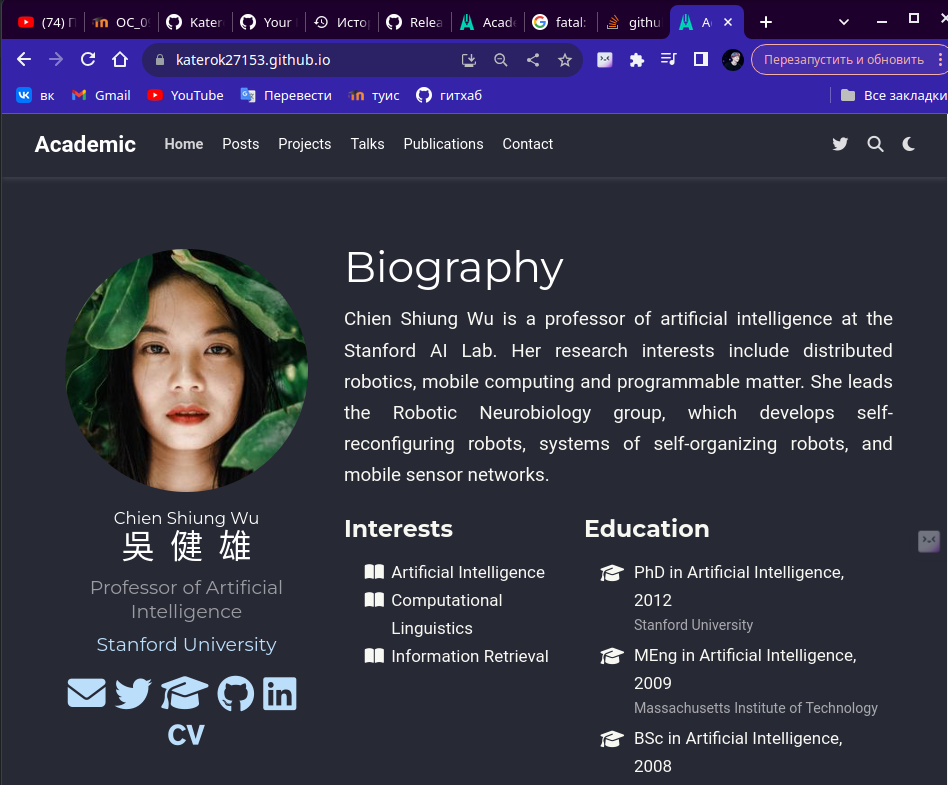 (74)
OC_0
Kater
Your
Исто
Relea
Acade
fatal:
githu
A
katerok27153.github.io
Перезапустить и обновить
вк
Gmail
YouTube
Перевести
туис
гитхаб
Все закладки
Academic
Home
Posts
Projects
Talks
Publications
Contact
Biography
Chien Shiung Wu is a professor of artificial intelligence at the
Stanford AI Lab. Her research interests include distributed
robotics, mobile computing and programmable matter. She leads
the Robotic Neurobiology group, which develops self-
reconfiguring robots, systems of self-organizing robots, and
mobile sensor networks.
Chien Shiung Wu
吳健雄
Professor of Artificial
Intelligence
Stanford University
CV
Interests
Artificial Intelligence
Computational
Linguistics
Information Retrieval
Education
PhD in Artificial Intelligence,
2012
Stanford University
MEng in Artificial Intelligence,
2009
Massachusetts Institute of Technology
BSc in Artificial Intelligence,
2008